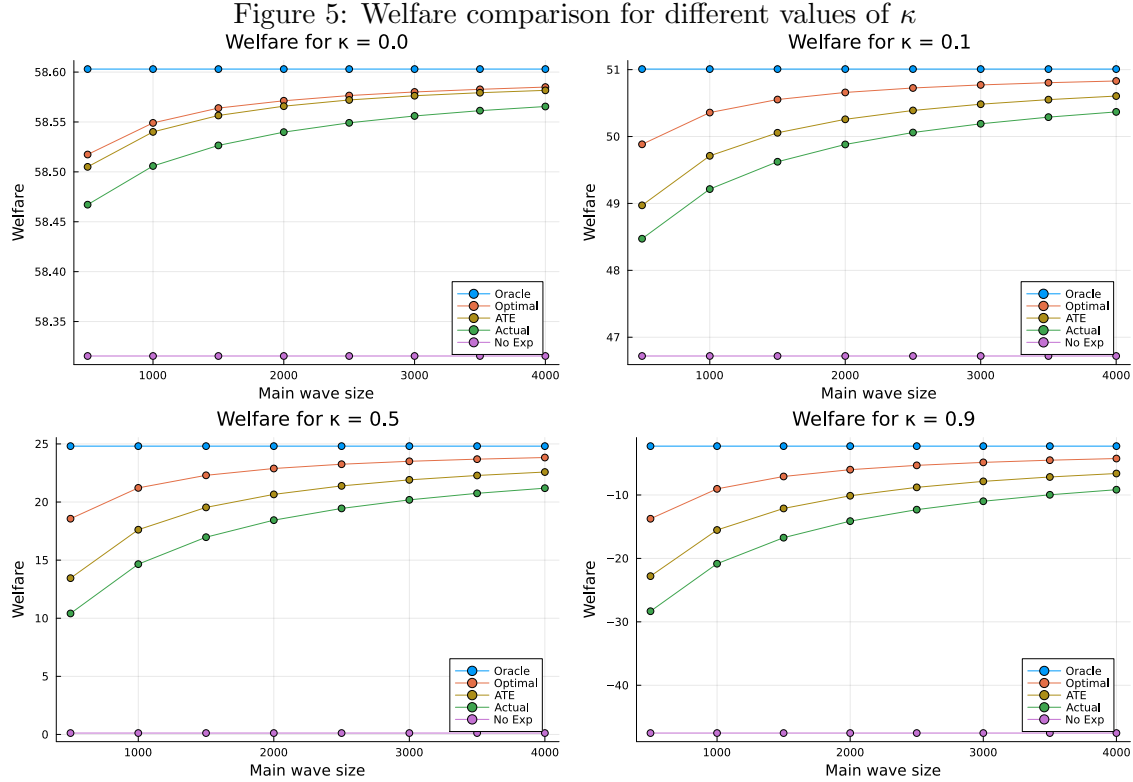 Figure 5: Welfare comparison for different values of κ
Welfare for κ = 0.0
58.60
58.55
58.50
58.45
58.40
58.35
Welfare
1000
2000
3000
4000
Main wave size
Oracle
Optimal
ATE
Actual
No Exp
Welfare for κ = 0.1
51
50
49
48
47
Welfare
1000
2000
3000
4000
Main wave size
Oracle
Optimal
ATE
Actual
No Exp
Welfare for κ = 0.5
25
20
15
10
5
0
Welfare
1000
2000
3000
4000
Main wave size
Oracle
Optimal
ATE
Actual
No Exp
Welfare for κ = 0.9
−10
−20
−30
−40
Welfare
1000
2000
3000
4000
Main wave size
Oracle
Optimal
ATE
Actual
No Exp